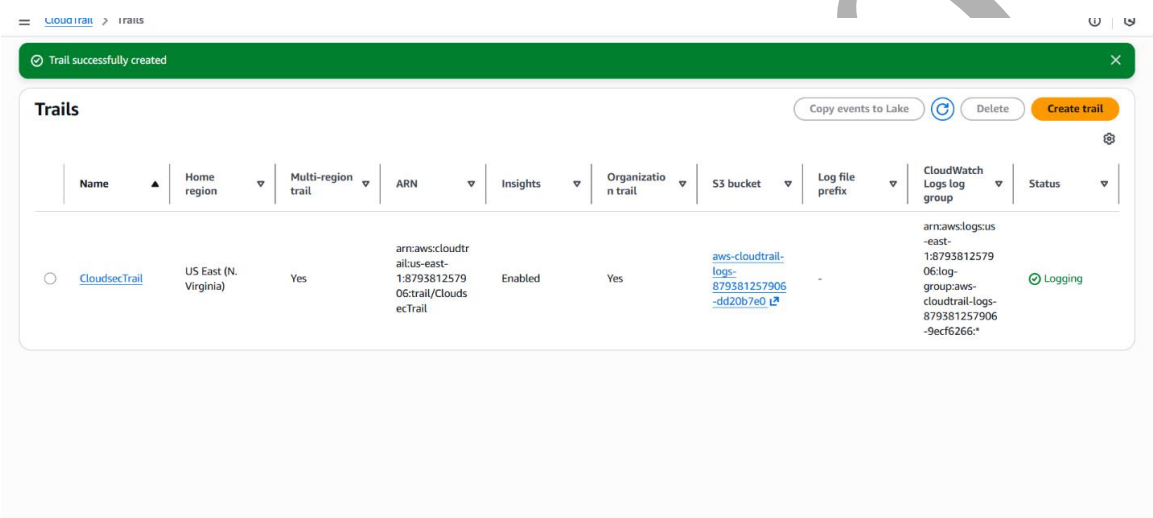 CloudTrail > Trails
Trail successfully created
Trails
Copy events to Lake
Delete
Create trail
Name
Home
region
Multi-region
trail
ARN
Insights
Organizatio
n trail
S3 bucket
Log file
prefix
CloudWatch
Logs log
group
Status
CloudsecTrail
US East (N.
Virginia)
Yes
arn:aws:cloudtr
ail:us-east-
1:8793812579
06:trail/Clouds
ecTrail
Enabled
Yes
aws-cloudtrail-
logs-
879381257906
-dd20b7e0
-
arn:aws:logs:us
-east-
1:8793812579
06:log-
group:aws-
cloudtrail-logs-
879381257906
-9ecf6266:*
Logging